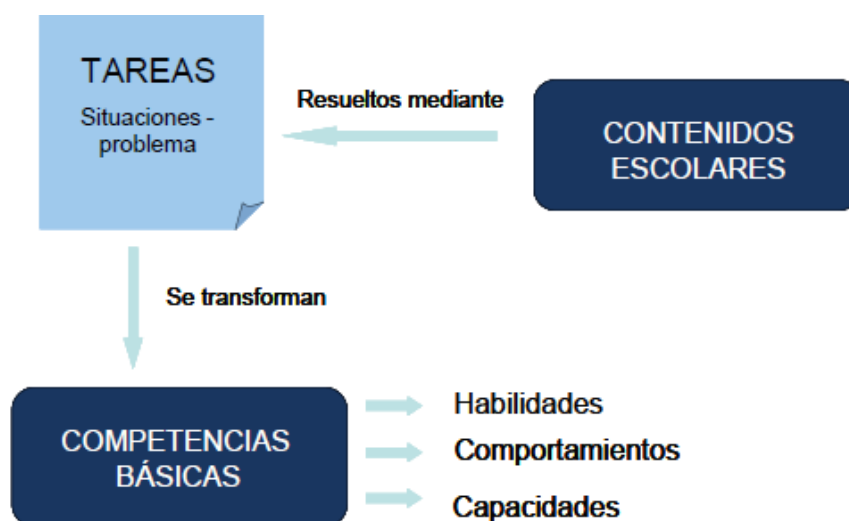 TAREAS
Situaciones -
problema
Resueltos mediante
CONTENIDOS
ESCOLARES
Se transforman
COMPETENCIAS
BÁSICAS
Habilidades
Comportamientos
Capacidades